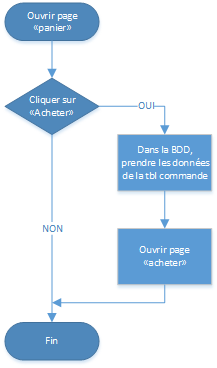 Ouvrir page
«panier»
Cliquer sur
«Acheter»
OUI
Dans la BDD,
prendre les données
de la tbl commande
NON
Ouvrir page
«acheter»
Fin